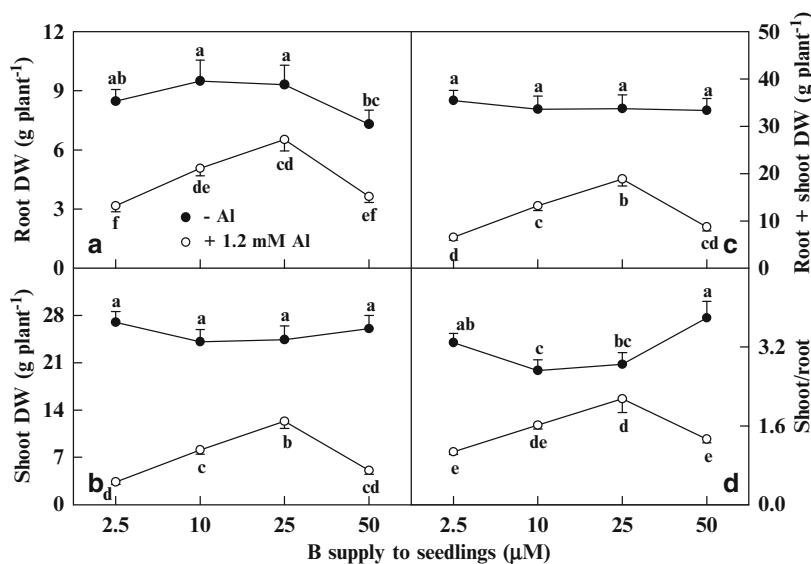 12
9
6
3
0
Root DW (g plant-1)
ab
a
a
bc
f
de
cd
ef
- Al
+ 1.2 mM Al
a
50
40
30
20
10
0
Root + shoot DW (g plant-1)
a
a
a
a
d
c
b
cd
c
28
21
14
7
0
Shoot DW (g plant-1)
a
a
a
a
d
c
b
cd
b
3.2
1.6
0.0
Shoot/root
ab
c
bc
a
e
de
d
e
d
2.5 10 25 50 2.5 10 25 50
B supply to seedlings (μM)